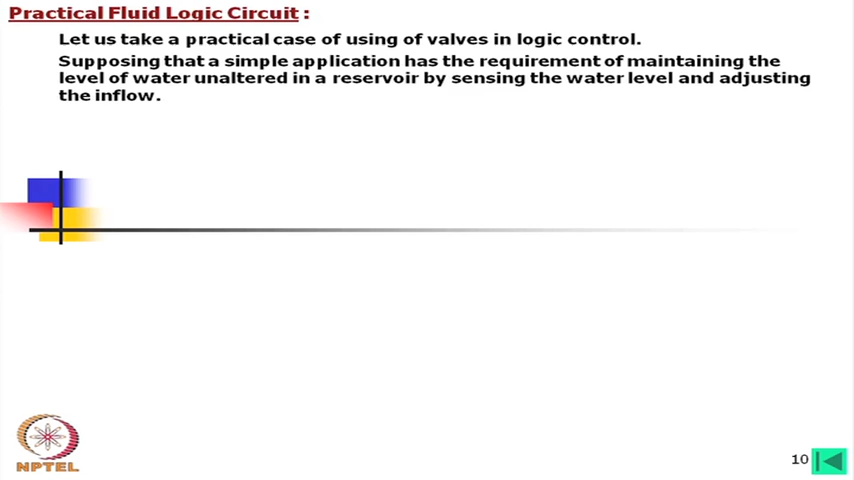 Practical Fluid Logic Circuit :
Let us take a practical case of using of valves in logic control.
Supposing that a simple application has the requirement of maintaining the
level of water unaltered in a reservoir by sensing the water level and adjusting
the inflow.
NPTEL
10